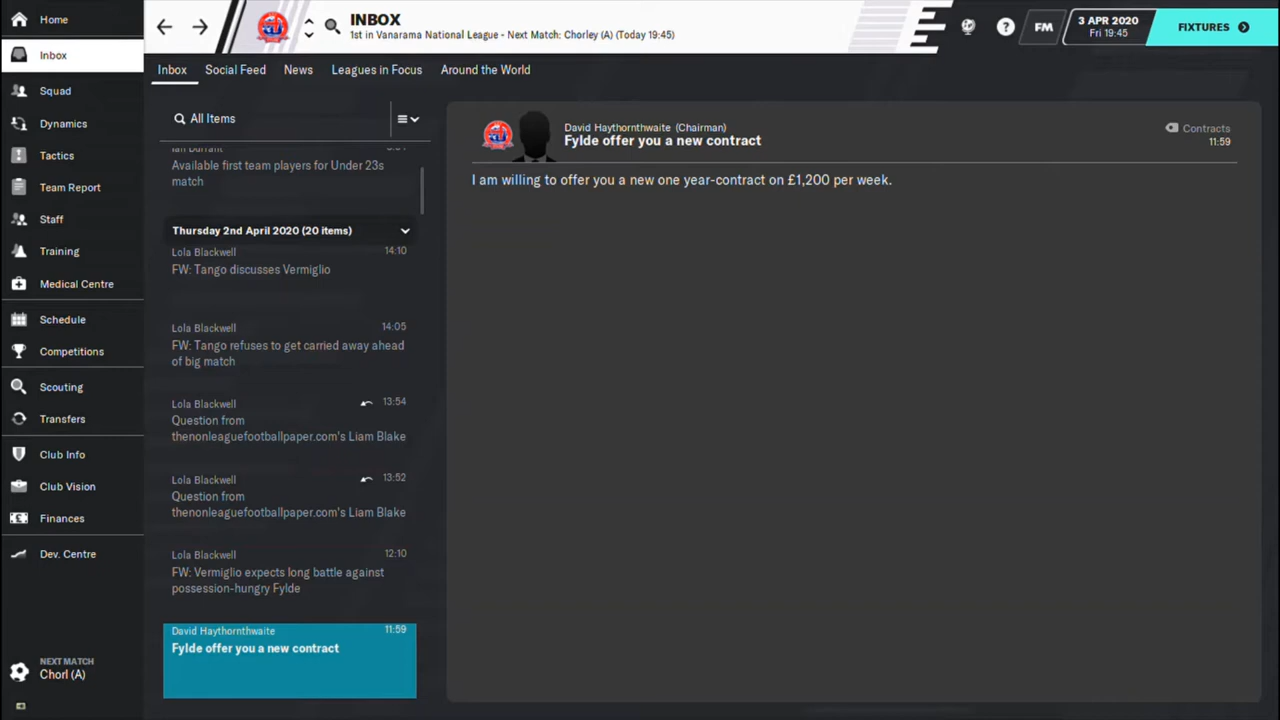 Home
Inbox
Squad
Dynamics
Tactics
Team Report
Staff
Training
Medical Centre
Schedule
Competitions
Scouting
Transfers
Club Info
Club Vision
Finances
Dev. Centre
NEXT MATCH
Chorl (A)
INBOX
1st in Vanarama National League - Next Match: Chorley (A) (Today 19:45)
FM
3 APR 2020
Fri 19:45
FIXTURES
Inbox Social Feed News Leagues in Focus Around the World
All Items
Available first team players for Under 23s
match
Thursday 2nd April 2020 (20 items)
Lola Blackwell 14:10
FW: Tango discusses Vermiglio
Lola Blackwell 14:05
FW: Tango refuses to get carried away ahead
of big match
Lola Blackwell 13:54
Question from
thenonleaguefootballpaper.com's Liam Blake
Lola Blackwell 13:52
Question from
thenonleaguefootballpaper.com's Liam Blake
Lola Blackwell 12:10
FW: Vermiglio expects long battle against
possession-hungry Fylde
David Haythornthwaite 11:59
Fylde offer you a new contract
David Haythornthwaite (Chairman)
Fylde offer you a new contract
Contracts
11:59
I am willing to offer you a new one year-contract on £1,200 per week.